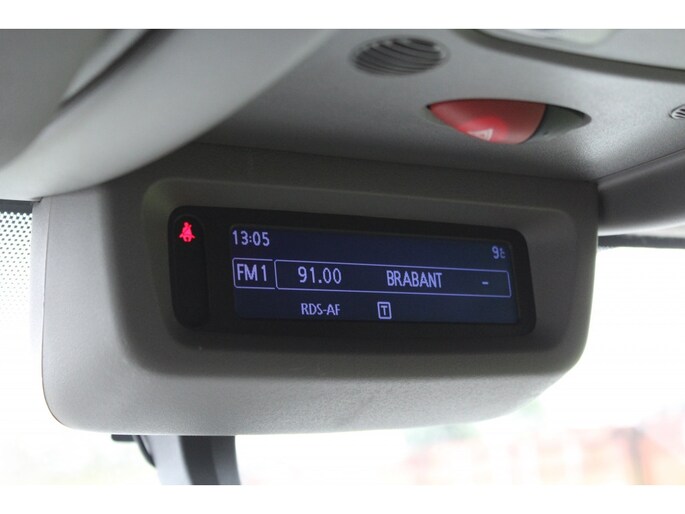 13:05
9°c
FM1 91.00 BRABANT -
RDS-AF T